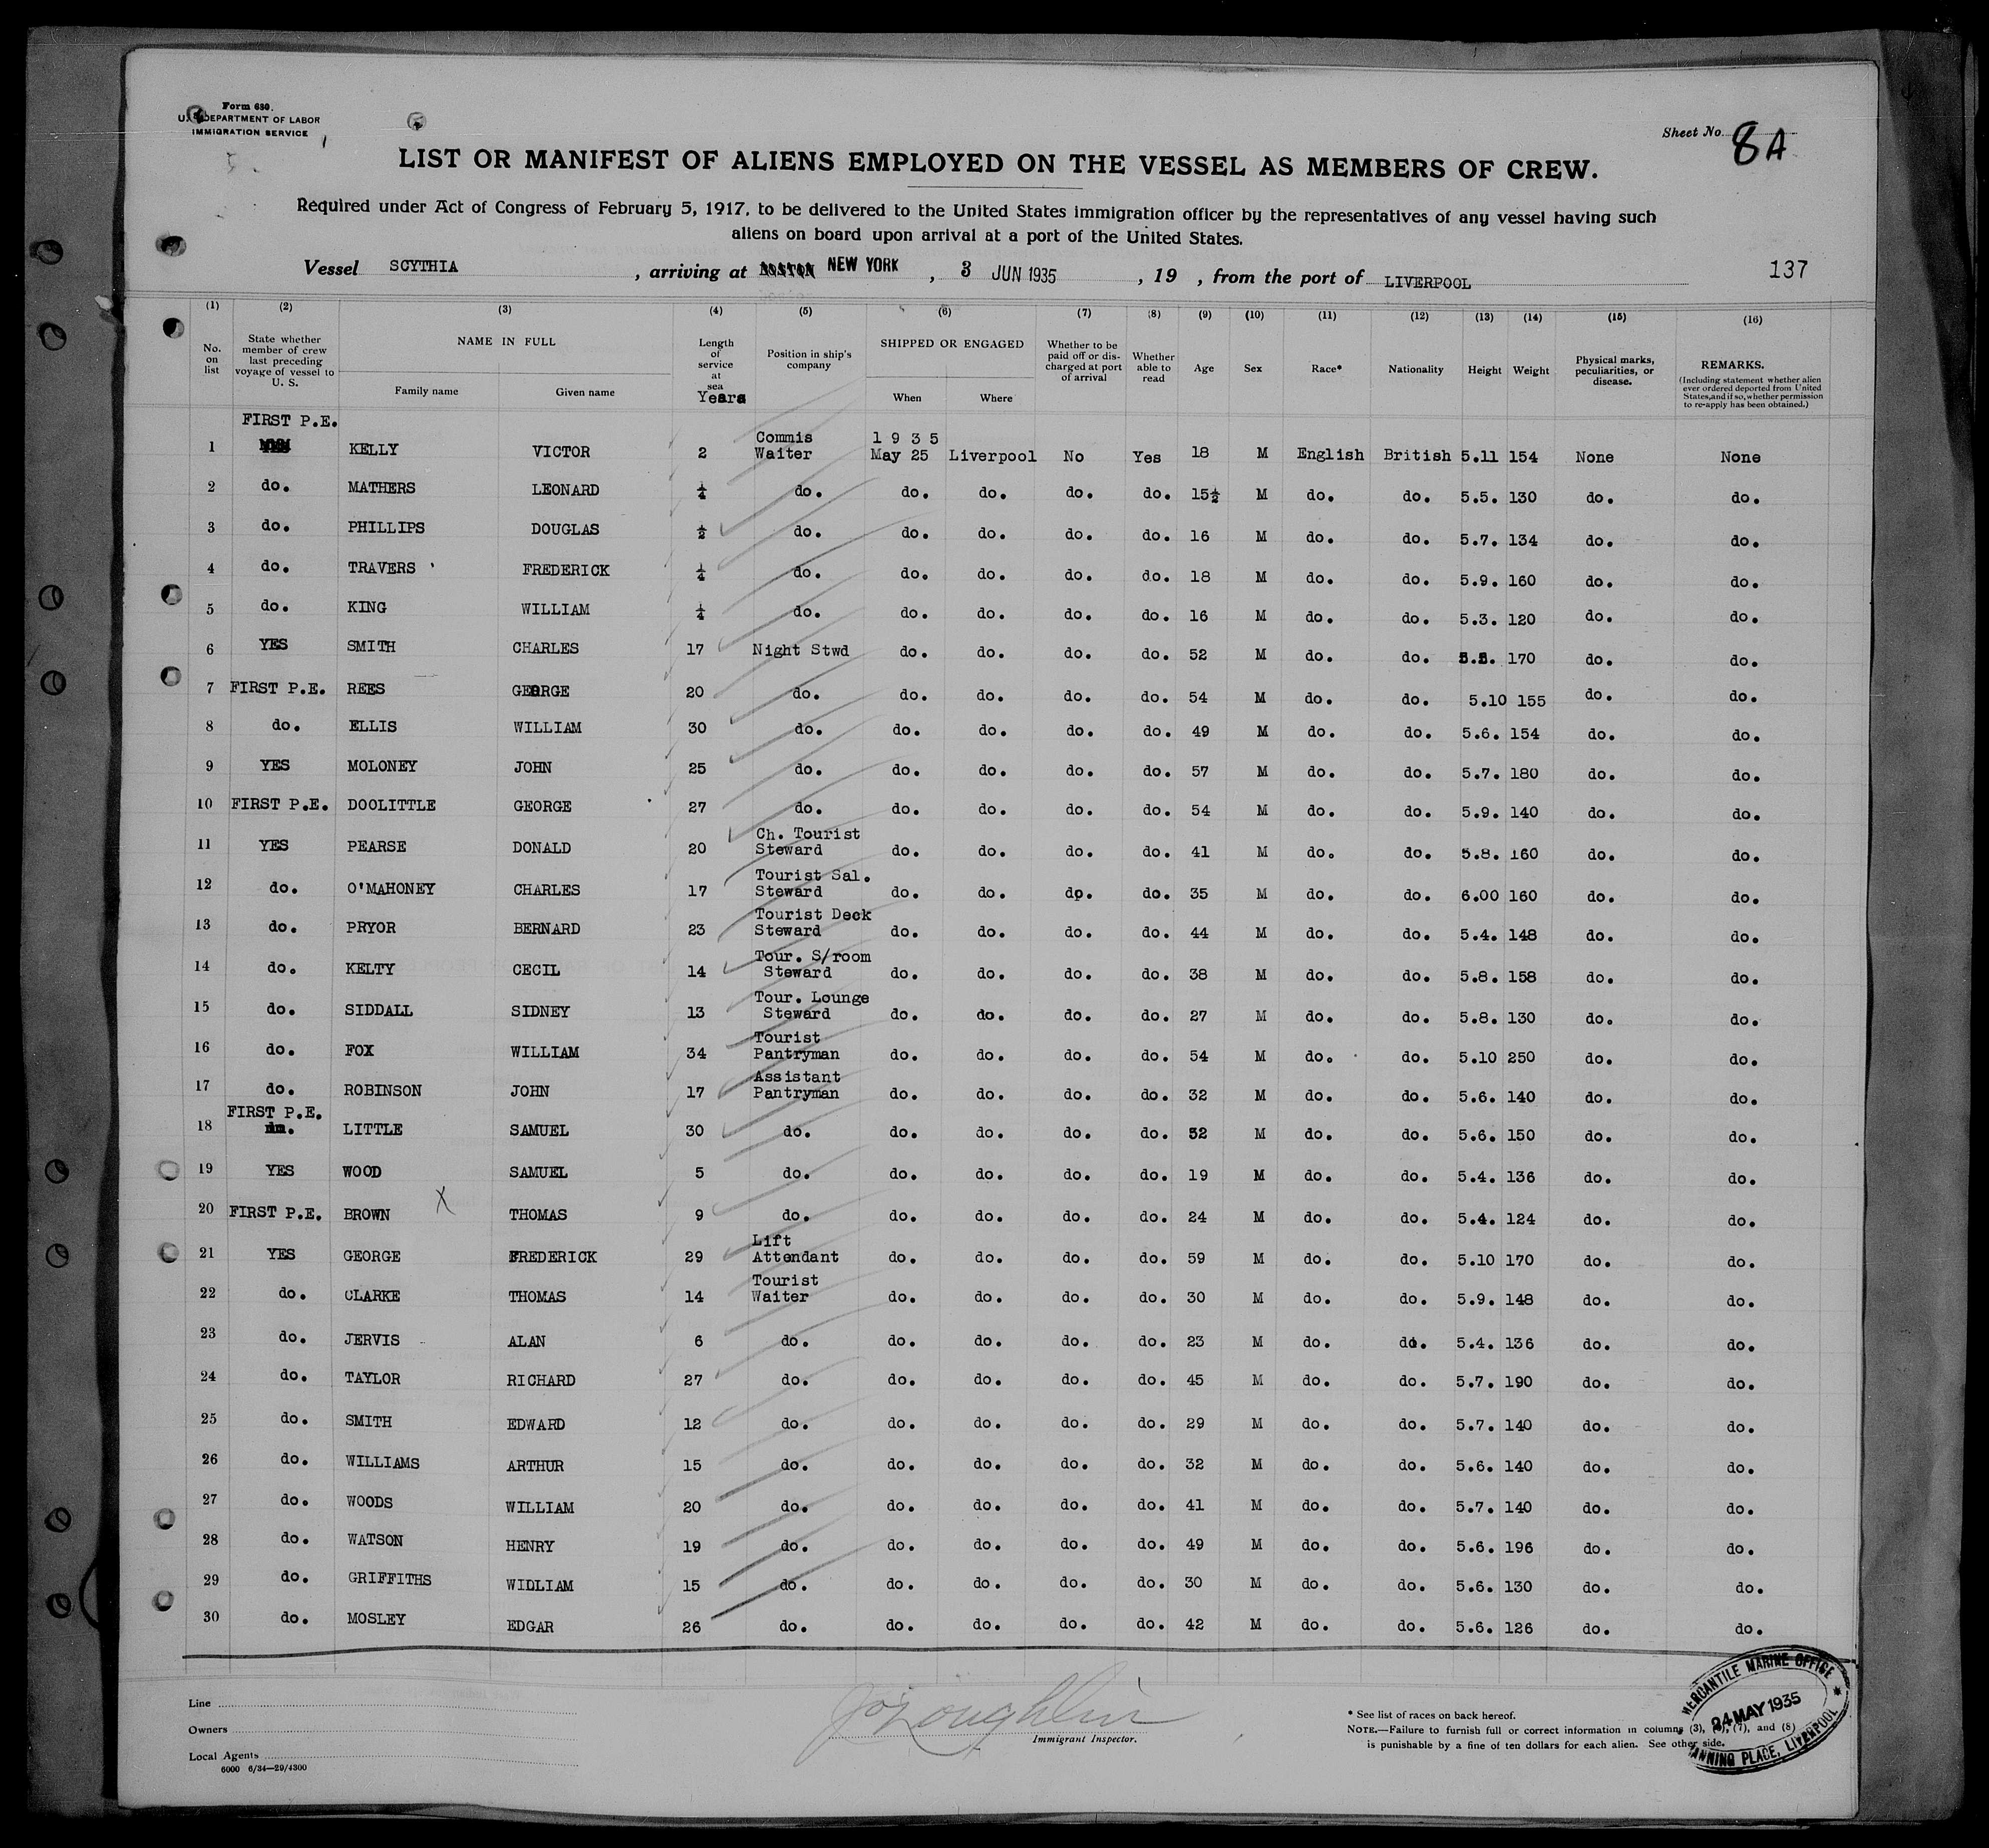 Form 680.
U. S. DEPARTMENT OF LABOR
IMMIGRATION SERVICE
Sheet No. 8A
LIST OR MANIFEST OF ALIENS EMPLOYED ON THE VESSEL AS MEMBERS OF CREW.
Required under Act of Congress of February 5, 1917, to be delivered to the United States immigration officer by the representatives of any vessel having such
aliens on board upon arrival at a port of the United States.
Vessel SCYTHIA , arriving at BOSTON NEW YORK , 3 JUN 1935 , 19 , from the port of LIVERPOOL 137
(1) (2) (3) (4) (5) (6) (7) (8) (9) (10) (11) (12) (13) (14) (15) (16)
No. on list State whether member of crew last preceding voyage of vessel to U. S. NAME IN FULL Family name Given name Length of service at sea Years Position in ship's company SHIPPED OR ENGAGED When Where Whether to be paid off or discharged at port of arrival Whether able to read Age Sex Race* Nationality Height Weight Physical marks, peculiarities, or disease. REMARKS. (Including statement whether alien ever ordered deported from United States, and if so, whether permission to re-apply has been obtained.)
FIRST P.E.
1 KELLY VICTOR 2 Commis Waiter 1935 May 25 Liverpool No Yes 18 M English British 5.11 154 None None
2 do. MATHERS LEONARD ¼ do. do. do. do. do. 15½ M do. do. 5.5. 130 do. do.
3 do. PHILLIPS DOUGLAS ½ do. do. do. do. do. 16 M do. do. 5.7. 134 do. do.
4 do. TRAVERS FREDERICK ¼ do. do. do. do. do. 18 M do. do. 5.9. 160 do. do.
5 do. KING WILLIAM ¼ do. do. do. do. do. 16 M do. do. 5.3. 120 do. do.
6 YES SMITH CHARLES 17 Night Stwd do. do. do. do. 52 M do. do. 5.5. 170 do. do.
7 FIRST P.E. REES GEORGE 20 do. do. do. do. do. 54 M do. do. 5.10 155 do. do.
8 do. ELLIS WILLIAM 30 do. do. do. do. do. 49 M do. do. 5.6. 154 do. do.
9 YES MOLONEY JOHN 25 do. do. do. do. do. 57 M do. do. 5.7. 180 do. do.
10 FIRST P.E. DOOLITTLE GEORGE 27 do. do. do. do. do. 54 M do. do. 5.9. 140 do. do.
11 YES PEARSE DONALD 20 Ch. Tourist Steward do. do. do. do. 41 M do. do. 5.8. 160 do. do.
12 do. O'MAHONEY CHARLES 17 Tourist Sal. Steward do. do. do. do. 35 M do. do. 6.00 160 do. do.
13 do. PRYOR BERNARD 23 Tourist Deck Steward do. do. do. do. 44 M do. do. 5.4. 148 do. do.
14 do. KELTY CECIL 14 Tour. S/room Steward do. do. do. do. 38 M do. do. 5.8. 158 do. do.
15 do. SIDDALL SIDNEY 13 Tour. Lounge Steward do. do. do. do. 27 M do. do. 5.8. 130 do. do.
16 do. FOX WILLIAM 34 Tourist Pantryman do. do. do. do. 54 M do. do. 5.10 250 do. do.
17 do. ROBINSON JOHN 17 Assistant Pantryman do. do. do. do. 32 M do. do. 5.6. 140 do. do.
18 FIRST P.E. LITTLE SAMUEL 30 do. do. do. do. do. 52 M do. do. 5.6. 150 do. do.
19 YES WOOD SAMUEL 5 do. do. do. do. do. 19 M do. do. 5.4. 136 do. do.
20 FIRST P.E. BROWN X THOMAS 9 do. do. do. do. do. 24 M do. do. 5.4. 124 do. do.
21 YES GEORGE FREDERICK 29 Lift Attendant do. do. do. do. 59 M do. do. 5.10 170 do. do.
22 do. CLARKE THOMAS 14 Tourist Waiter do. do. do. do. 30 M do. do. 5.9. 148 do. do.
23 do. JERVIS ALAN 6 do. do. do. do. do. 23 M do. do. 5.4. 136 do. do.
24 do. TAYLOR RICHARD 27 do. do. do. do. do. 45 M do. do. 5.7. 190 do. do.
25 do. SMITH EDWARD 12 do. do. do. do. do. 29 M do. do. 5.7. 140 do. do.
26 do. WILLIAMS ARTHUR 15 do. do. do. do. do. 32 M do. do. 5.6. 140 do. do.
27 do. WOODS WILLIAM 20 do. do. do. do. do. 41 M do. do. 5.7. 140 do. do.
28 do. WATSON HENRY 19 do. do. do. do. do. 49 M do. do. 5.6. 196 do. do.
29 do. GRIFFITHS WIDLIAM 15 do. do. do. do. do. 30 M do. do. 5.6. 130 do. do.
30 do. MOSLEY EDGAR 26 do. do. do. do. do. 42 M do. do. 5.6. 126 do. do.
Line
Owners
Local Agents
6000 6/34—29/4300
JOLoughlin
Immigrant Inspector.
* See list of races on back hereof.
NOTE.—Failure to furnish full or correct information in columns (3), (5), (7), and (8)
is punishable by a fine of ten dollars for each alien. See other side.
MERCANTILE MARINE OFFICE
24 MAY 1935
CANNING PLACE, LIVERPOOL